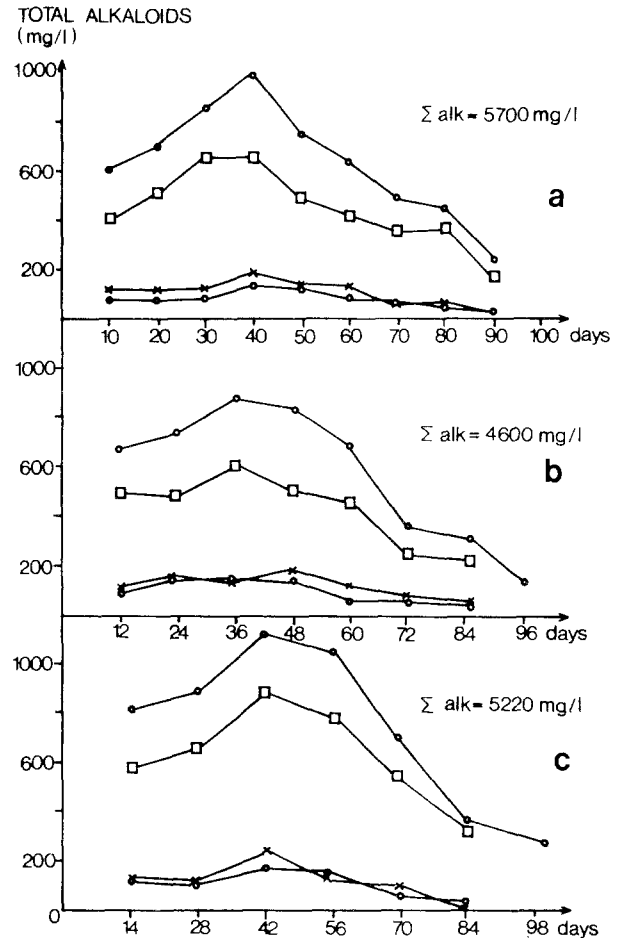 TOTAL ALKALOIDS
(mg/l)
1000
Σ alk = 5700 mg/l
600
a
200
10 20 30 40 50 60 70 80 90 100 days
1000
Σ alk = 4600 mg/l
600
b
200
12 24 36 48 60 72 84 96 days
1000
Σ alk = 5220 mg/l
600
c
200
0
14 28 42 56 70 84 98 days